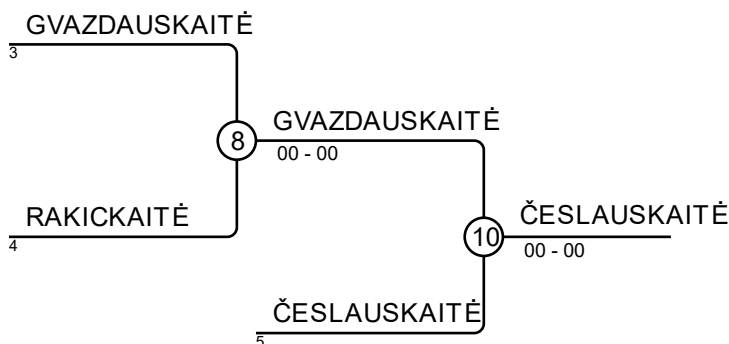 GVAZDAUSKAITĖ
3
8
GVAZDAUSKAITĖ
00 - 00
RAKICKAITĖ
4
10
ČESLAUSKAITĖ
00 - 00
ČESLAUSKAITĖ
5